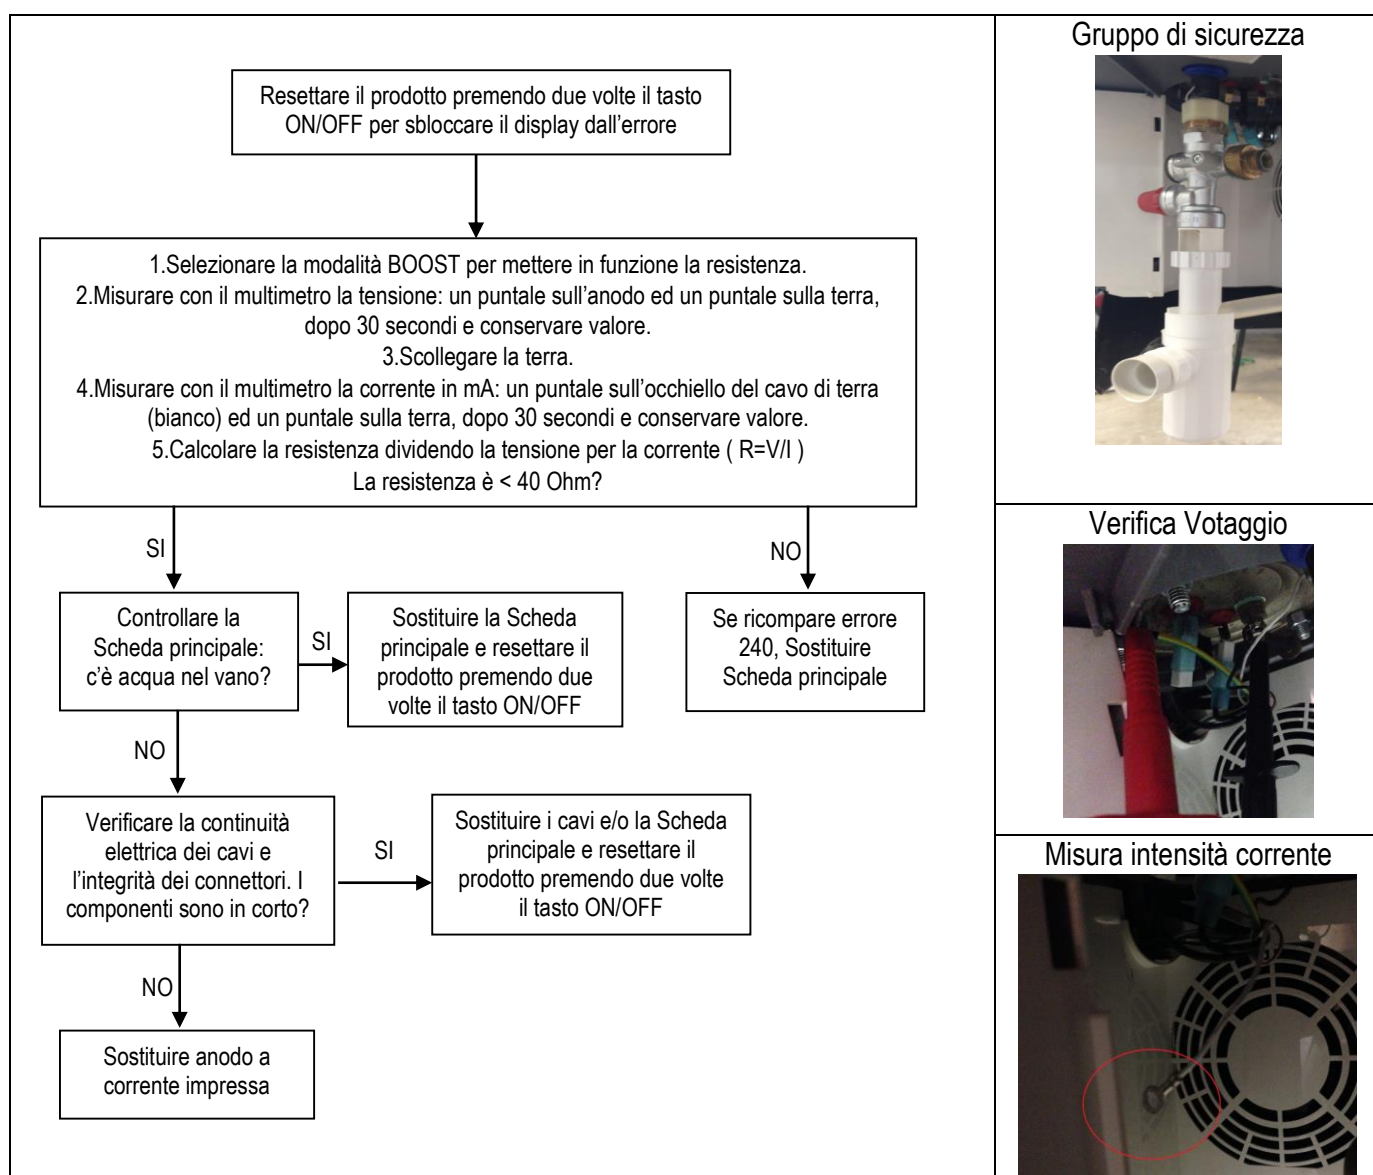 Resettare il prodotto premendo due volte il tasto
ON/OFF per sbloccare il display dall'errore
1.Selezionare la modalità BOOST per mettere in funzione la resistenza.
2.Misurare con il multimetro la tensione: un puntale sull'anodo ed un puntale sulla terra,
dopo 30 secondi e conservare valore.
3.Scollegare la terra.
4.Misurare con il multimetro la corrente in mA: un puntale sull'occhiello del cavo di terra
(bianco) ed un puntale sulla terra, dopo 30 secondi e conservare valore.
5.Calcolare la resistenza dividendo la tensione per la corrente ( R=V/I )
La resistenza è < 40 Ohm?
SI
NO
Controllare la
Scheda principale:
c'è acqua nel vano?
SI
Sostituire la Scheda
principale e resettare il
prodotto premendo due
volte il tasto ON/OFF
Se ricompare errore
240, Sostituire
Scheda principale
NO
Verificare la continuità
elettrica dei cavi e
l'integrità dei connettori. I
componenti sono in corto?
SI
Sostituire i cavi e/o la Scheda
principale e resettare il
prodotto premendo due volte
il tasto ON/OFF
NO
Sostituire anodo a
corrente impressa
Gruppo di sicurezza
Verifica Votaggio
Misura intensità corrente